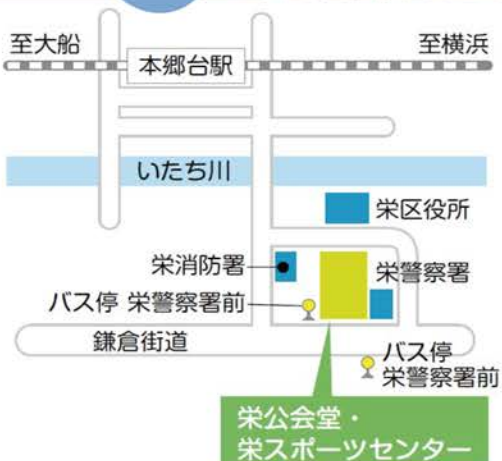 至大船
至横浜
本郷台駅
いたち川
栄区役所
栄消防署
栄警察署
バス停 栄警察署前
鎌倉街道
バス停
栄警察署前
栄公会堂・
栄スポーツセンター